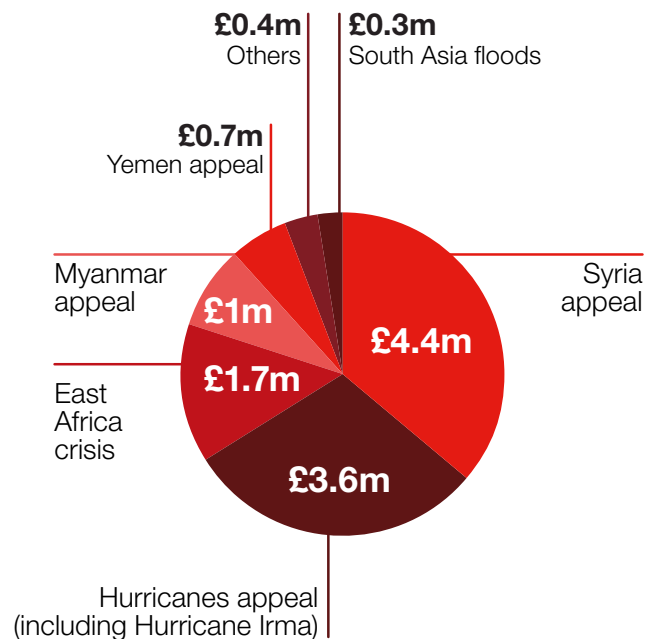 £0.4m
Others
£0.3m
South Asia floods
£0.7m
Yemen appeal
Myanmar
appeal
£1m
Syria
appeal
£4.4m
£1.7m
East
Africa
crisis
£3.6m
Hurricanes appeal
(including Hurricane Irma)